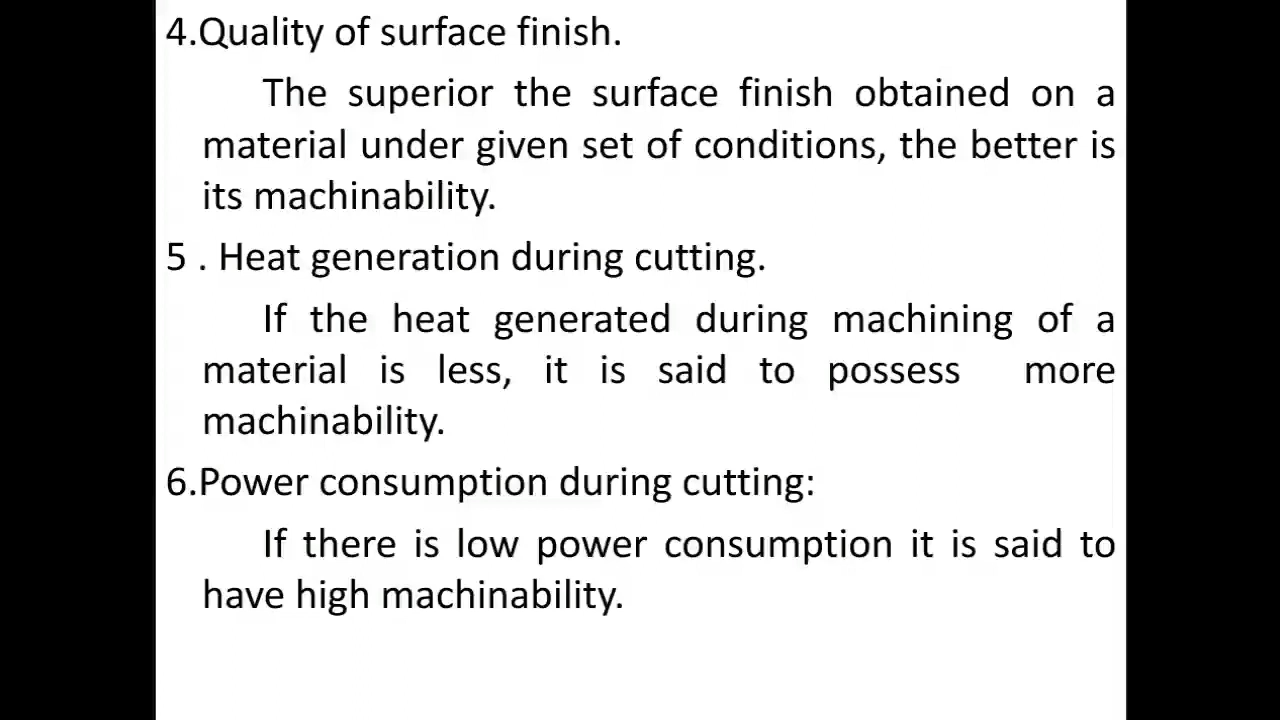 4.Quality of surface finish.
The superior the surface finish obtained on a
material under given set of conditions, the better is
its machinability.
5 . Heat generation during cutting.
If the heat generated during machining of a
material is less, it is said to possess more
machinability.
6.Power consumption during cutting:
If there is low power consumption it is said to
have high machinability.